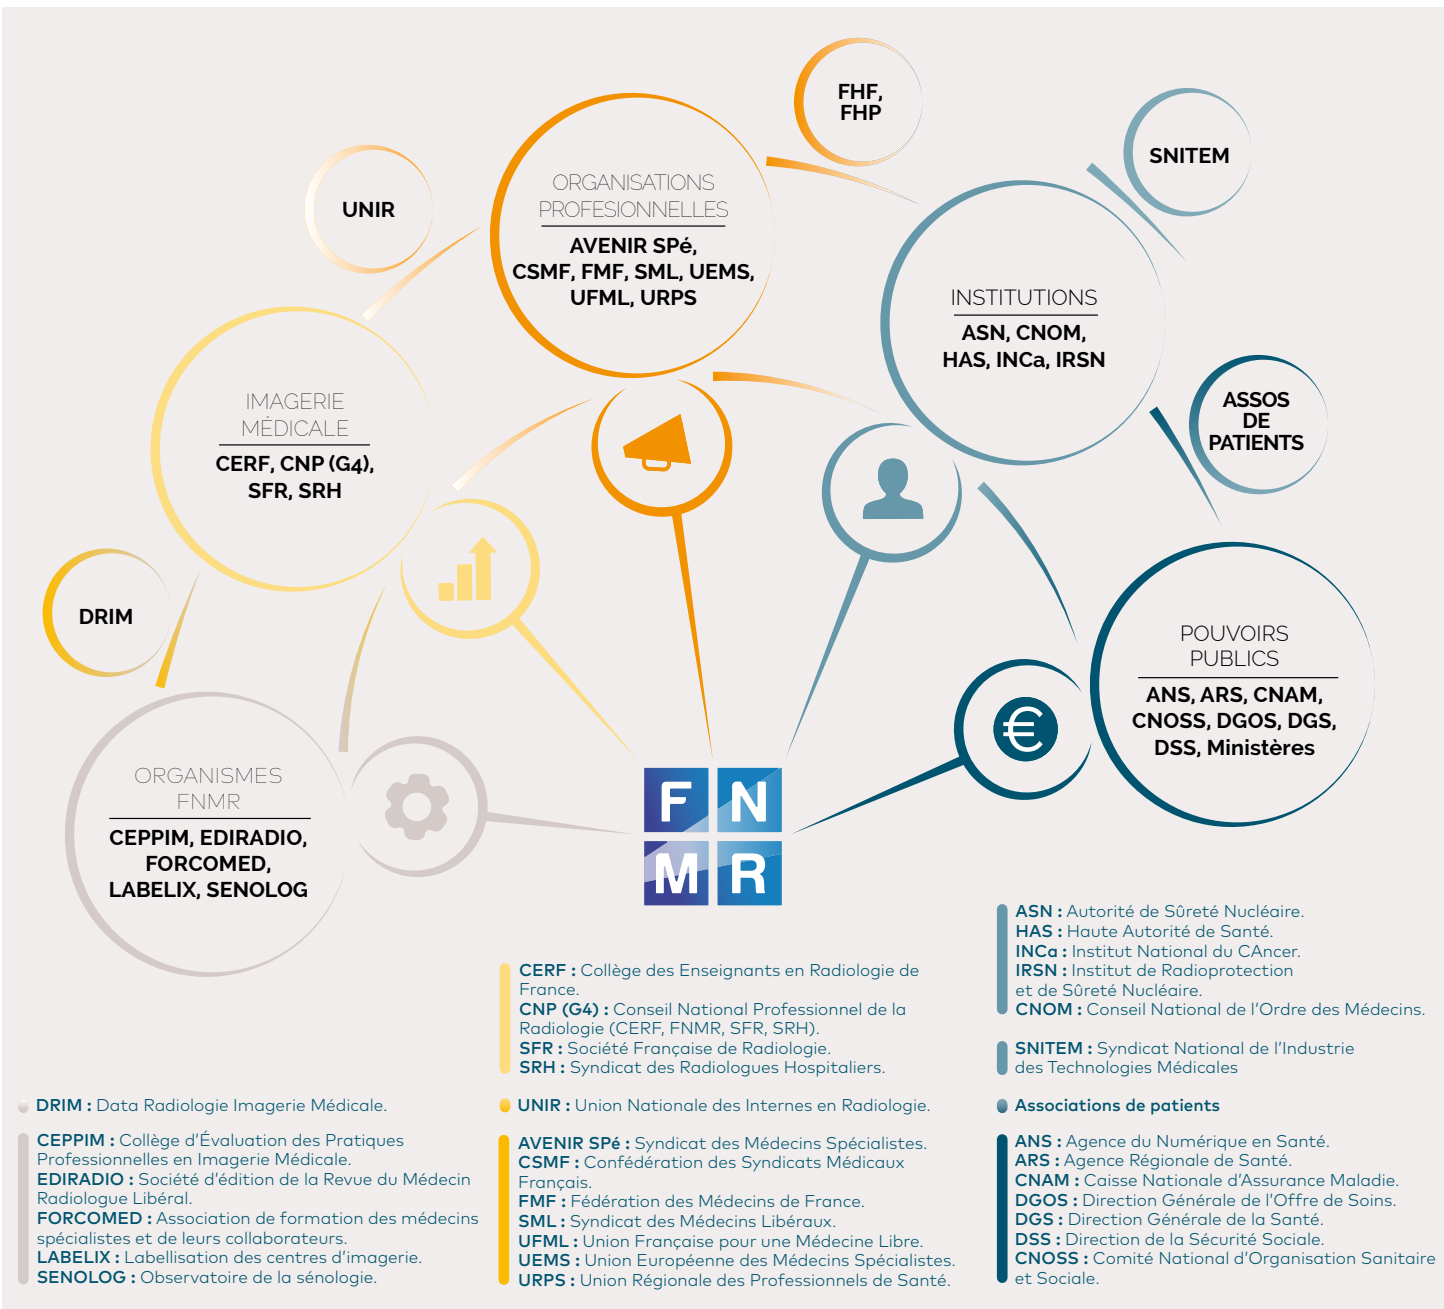 FHF,
FHP
SNITEM
UNIR
ORGANISATIONS
PROFESIONNELLES
AVENIR SPé,
CSMF, FMF, SML, UEMS,
UFML, URPS
INSTITUTIONS
ASN, CNOM,
HAS, INCa, IRSN
IMAGERIE
MÉDICALE
CERF, CNP (G4),
SFR, SRH
ASSOS
DE
PATIENTS
DRIM
POUVOIRS
PUBLICS
ANS, ARS, CNAM,
CNOSS, DGOS, DGS,
DSS, Ministères
€
ORGANISMES
FNMR
CEPPIM, EDIRADIO,
FORCOMED,
LABELIX, SENOLOG
F N
M R
DRIM : Data Radiologie Imagerie Médicale.
CEPPIM : Collège d'Évaluation des Pratiques
Professionnelles en Imagerie Médicale.
EDIRADIO : Société d'édition de la Revue du Médecin
Radiologue Libéral.
FORCOMED : Association de formation des médecins
spécialistes et de leurs collaborateurs.
LABELIX : Labellisation des centres d'imagerie.
SENOLOG : Observatoire de la sénologie.
CERF : Collège des Enseignants en Radiologie de
France.
CNP (G4) : Conseil National Professionnel de la
Radiologie (CERF, FNMR, SFR, SRH).
SFR : Société Française de Radiologie.
SRH : Syndicat des Radiologues Hospitaliers.
UNIR : Union Nationale des Internes en Radiologie.
AVENIR SPé : Syndicat des Médecins Spécialistes.
CSMF : Confédération des Syndicats Médicaux
Français.
FMF : Fédération des Médecins de France.
SML : Syndicat des Médecins Libéraux.
UFML : Union Française pour une Médecine Libre.
UEMS : Union Européenne des Médecins Spécialistes.
URPS : Union Régionale des Professionnels de Santé.
ASN : Autorité de Sûreté Nucléaire.
HAS : Haute Autorité de Santé.
INCa : Institut National du CAncer.
IRSN : Institut de Radioprotection
et de Sûreté Nucléaire.
CNOM : Conseil National de l'Ordre des Médecins.
SNITEM : Syndicat National de l'Industrie
des Technologies Médicales
Associations de patients
ANS : Agence du Numérique en Santé.
ARS : Agence Régionale de Santé.
CNAM : Caisse Nationale d'Assurance Maladie.
DGOS : Direction Générale de l'Offre de Soins.
DGS : Direction Générale de la Santé.
DSS : Direction de la Sécurité Sociale.
CNOSS : Comité National d'Organisation Sanitaire
et Sociale.